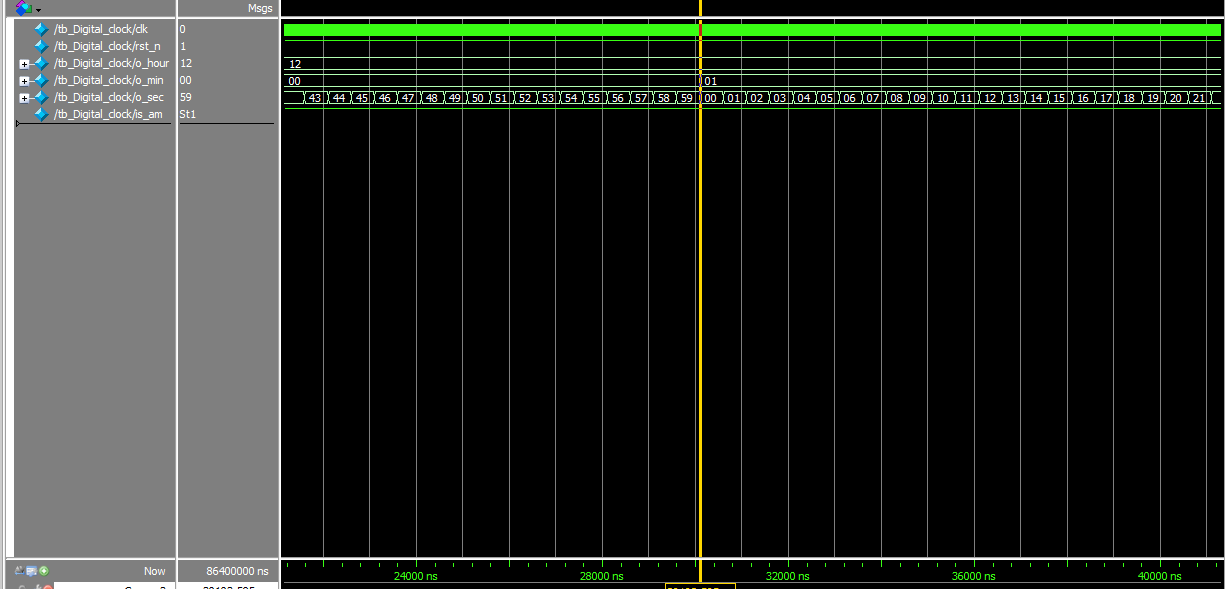 Msgs
/tb_Digital_clock/clk 0
/tb_Digital_clock/rst_n 1
/tb_Digital_clock/o_hour 12 12
/tb_Digital_clock/o_min 00 00 01
/tb_Digital_clock/o_sec 59 43 44 45 46 47 48 49 50 51 52 53 54 55 56 57 58 59 00 01 02 03 04 05 06 07 08 09 10 11 12 13 14 15 16 17 18 19 20 21
/tb_Digital_clock/is_am St1
Now 86400000 ns 24000 ns 28000 ns 32000 ns 36000 ns 40000 ns